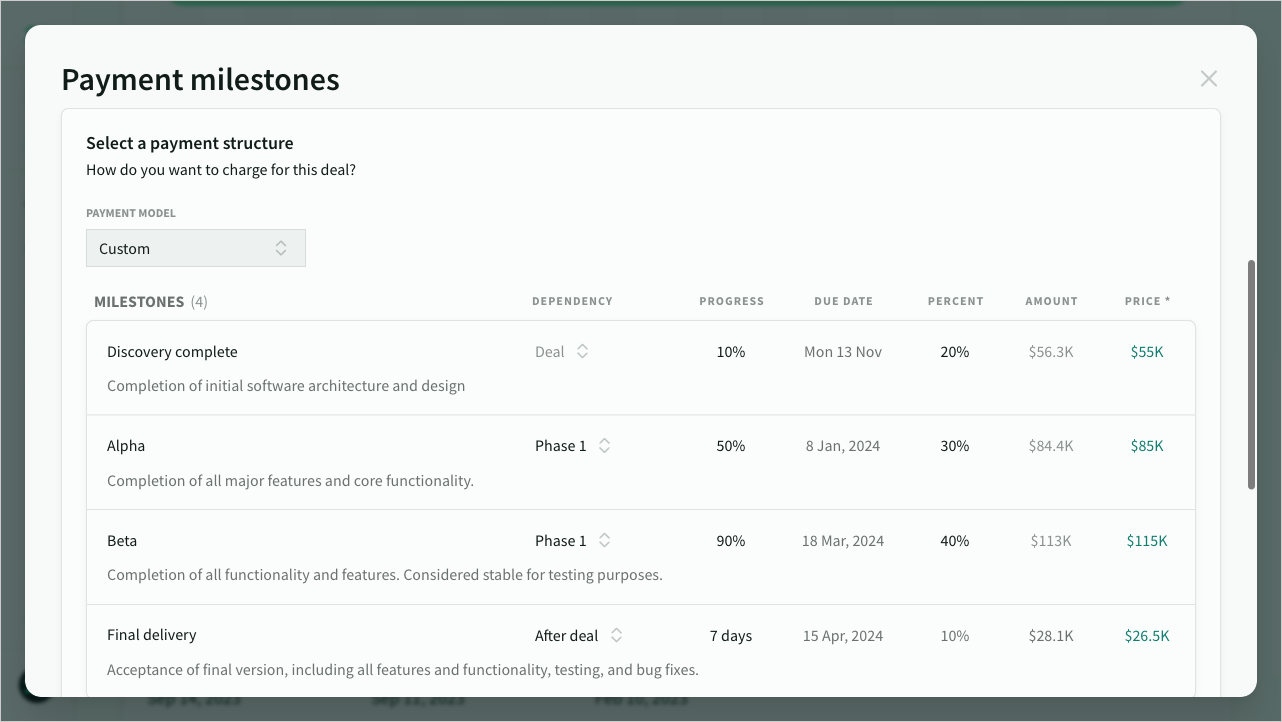 Payment milestones
Select a payment structure
How do you want to charge for this deal?
PAYMENT MODEL
Custom
MILESTONES (4) DEPENDENCY PROGRESS DUE DATE PERCENT AMOUNT PRICE *
Discovery complete Deal 10% Mon 13 Nov 20% $56.3K $55K
Completion of initial software architecture and design
Alpha Phase 1 50% 8 Jan, 2024 30% $84.4K $85K
Completion of all major features and core functionality.
Beta Phase 1 90% 18 Mar, 2024 40% $113K $115K
Completion of all functionality and features. Considered stable for testing purposes.
Final delivery After deal 7 days 15 Apr, 2024 10% $28.1K $26.5K
Acceptance of final version, including all features and functionality, testing, and bug fixes.